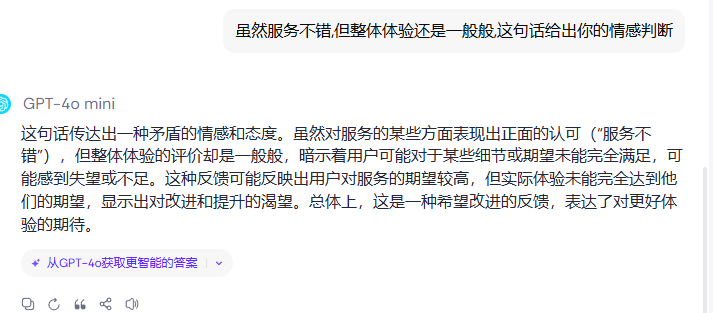 虽然服务不错,但整体体验还是一般般,这句话给出你的情感判断
GPT-4o mini
这句话传达出一种矛盾的情感和态度。虽然对服务的某些方面表现出正面的认可（“服务不
错”），但整体体验的评价却是一般般，暗示着用户可能对于某些细节或期望未能完全满足，可
能感到失望或不足。这种反馈可能反映出用户对服务的期望较高，但实际体验未能完全达到他
们的期望，显示出对改进和提升的渴望。总体上，这是一种希望改进的反馈，表达了对更好体
验的期待。
从GPT-4o获取更智能的答案